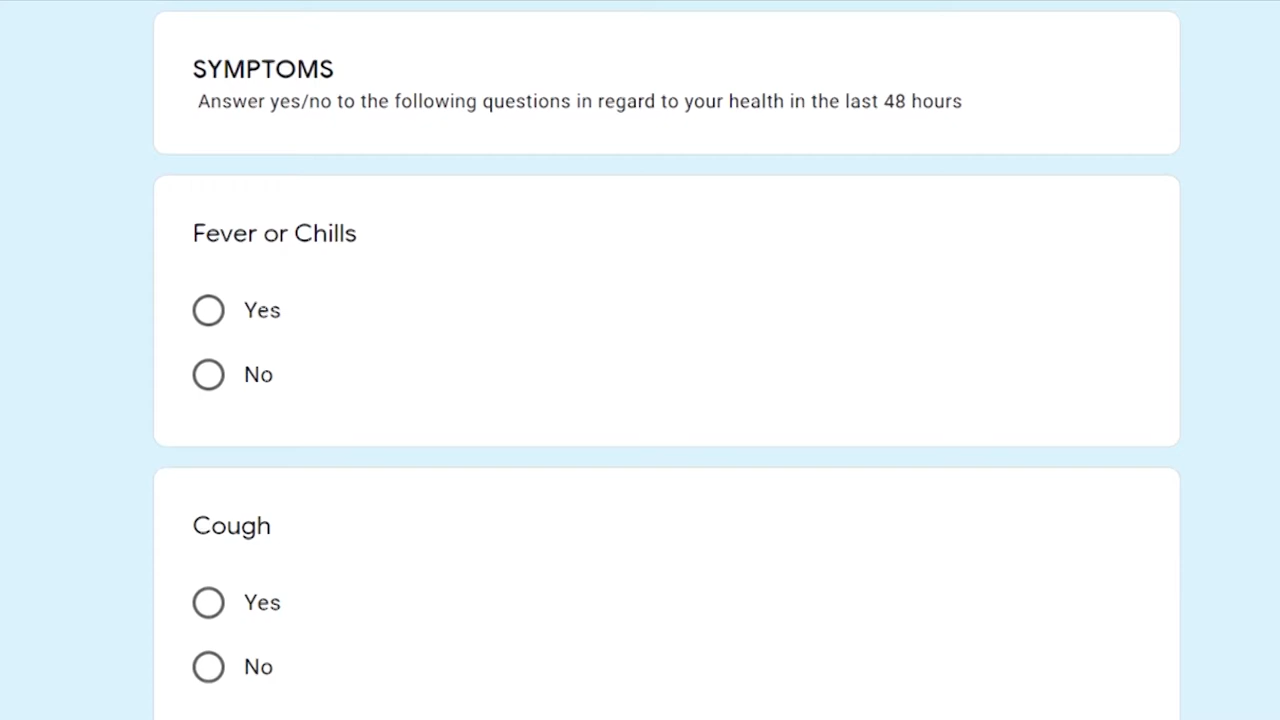 SYMPTOMS
Answer yes/no to the following questions in regard to your health in the last 48 hours
Fever or Chills
Yes
No
Cough
Yes
No